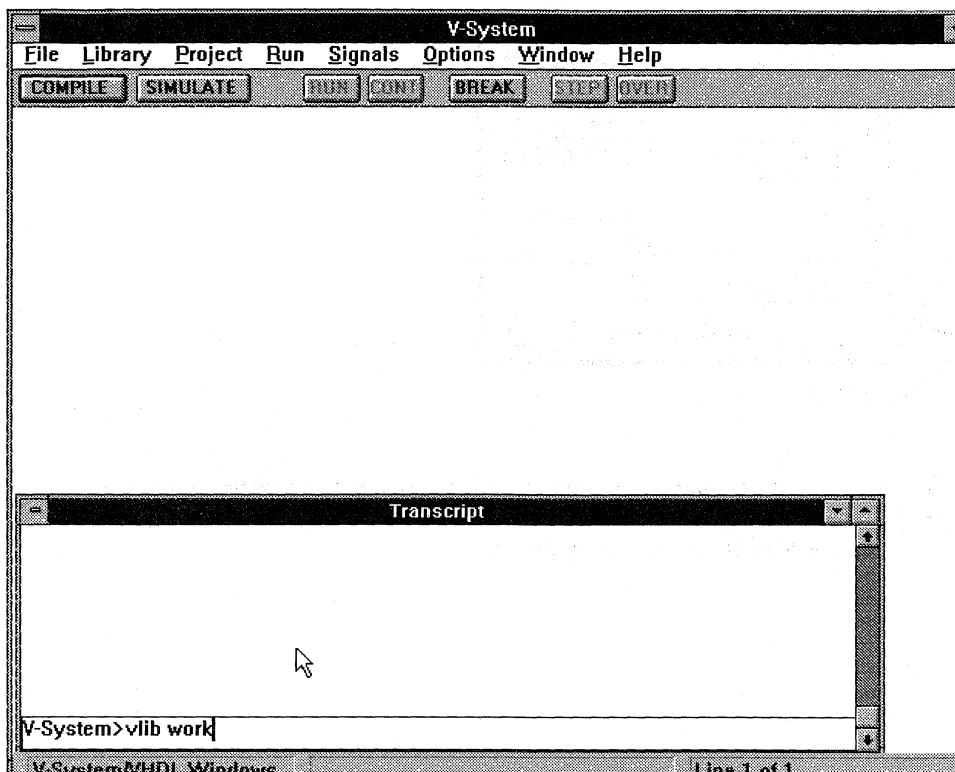 V-System
File Library Project Run Signals Options Window Help
COMPILE SIMULATE RUN CONT BREAK STEP OVER
Transcript
V-System>vlib work
V-System/VHDL Windows Line 1 of 1